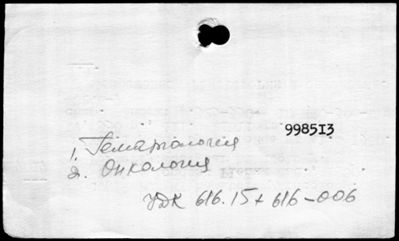 998513
1. Гематология
2. Онкология
УДК 616.15+616-006